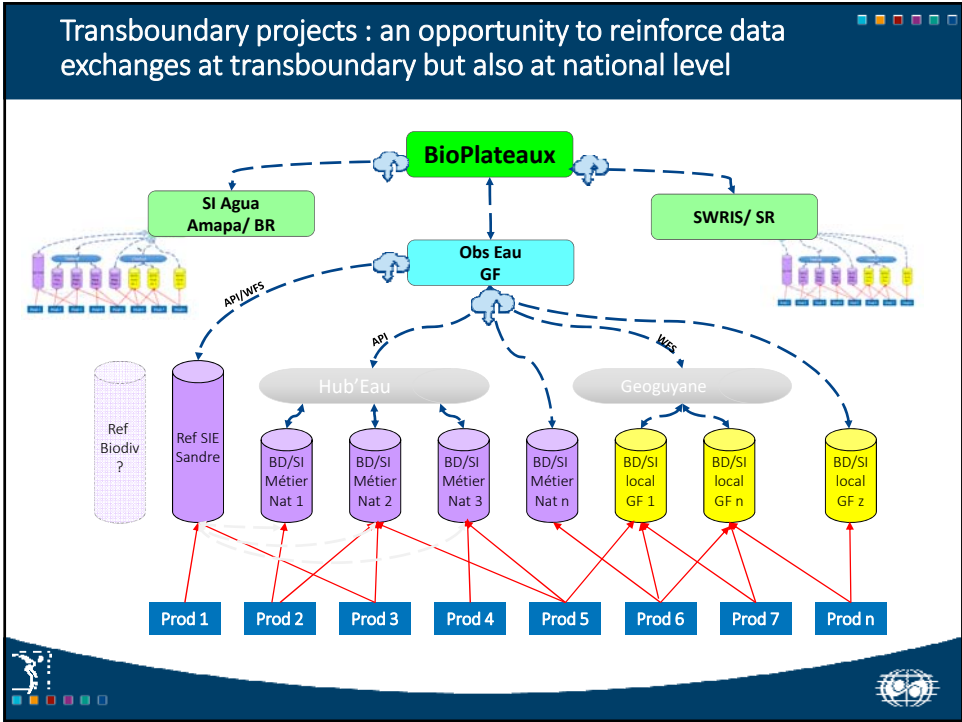 Transboundary projects : an opportunity to reinforce data
exchanges at transboundary but also at national level
BioPlateaux
SI Agua
Amapa/ BR
SWRIS/ SR
Obs Eau
GF
API/WFS
API
WFS
Hub'Eau
Geoguyane
Ref
Biodiv
?
Ref SIE
Sandre
BD/SI
Métier
Nat 1
BD/SI
Métier
Nat 2
BD/SI
Métier
Nat 3
BD/SI
Métier
Nat n
BD/SI
local
GF 1
BD/SI
local
GF n
BD/SI
local
GF z
Prod 1
Prod 2
Prod 3
Prod 4
Prod 5
Prod 6
Prod 7
Prod n